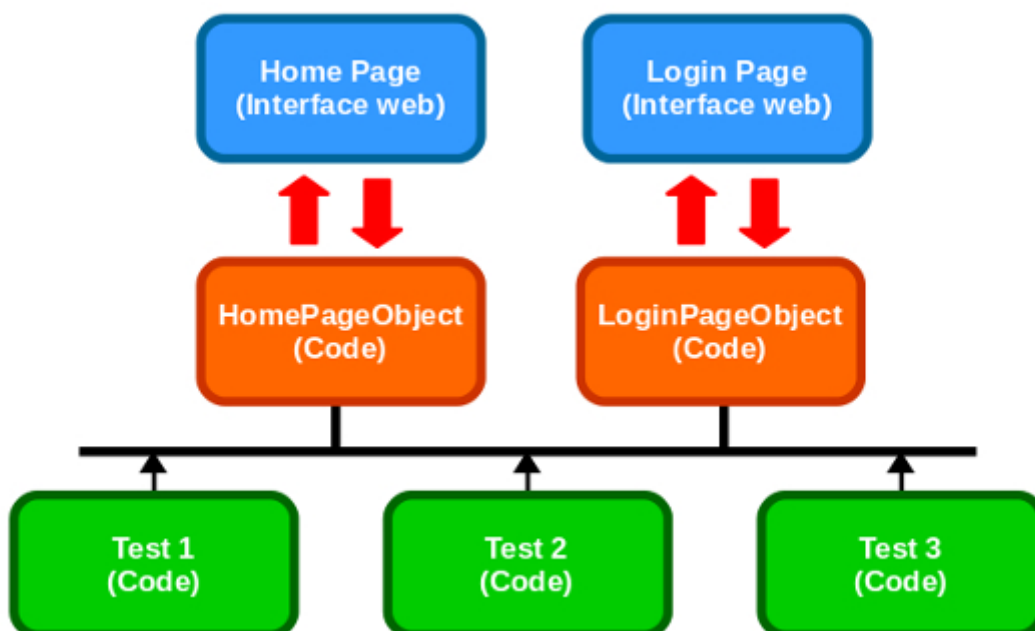 Home Page
(Interface web)
Login Page
(Interface web)
HomePageObject
(Code)
LoginPageObject
(Code)
Test 1
(Code)
Test 2
(Code)
Test 3
(Code)